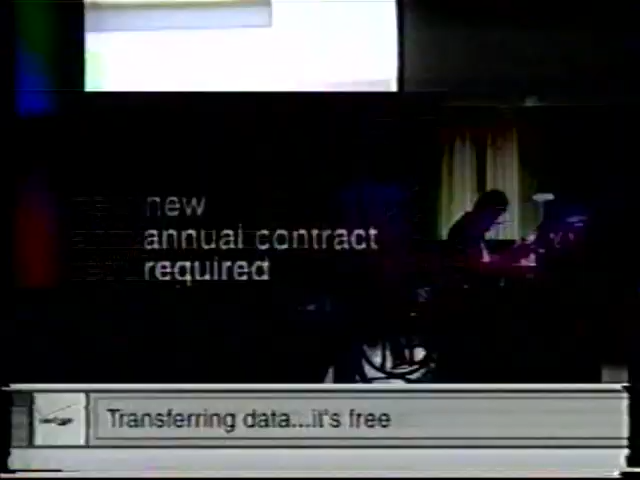 new
annual contract
required
Transferring data...it's free